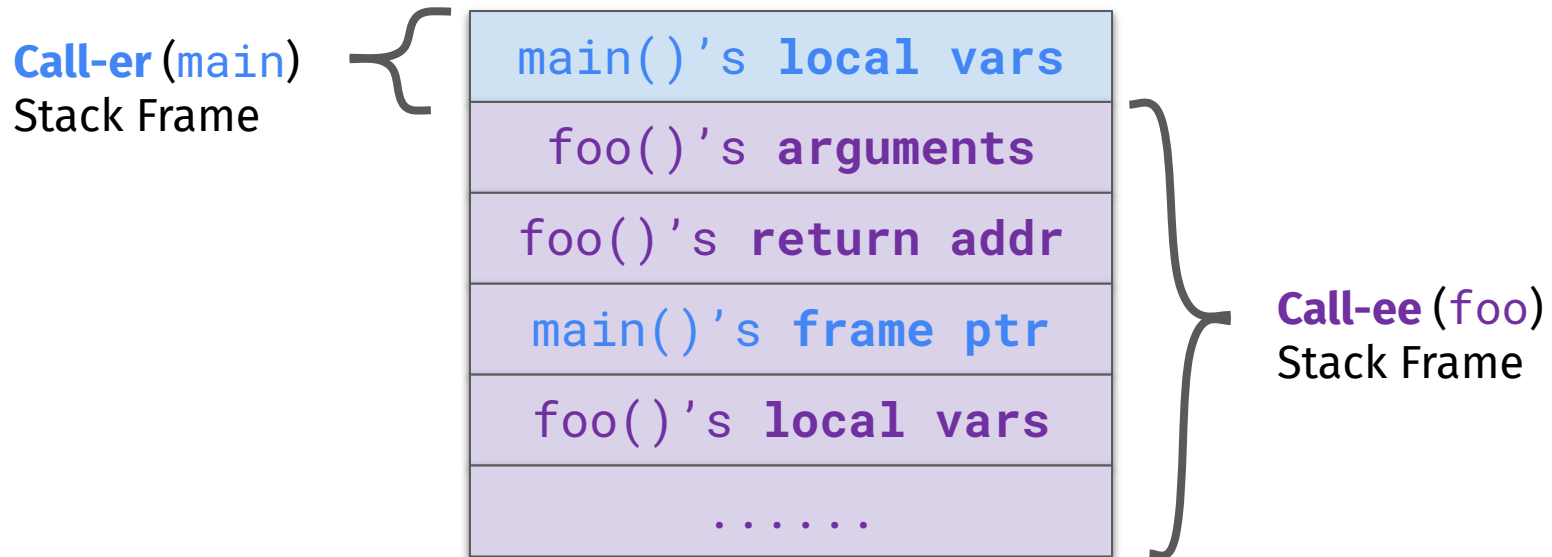 Call-er (main)
Stack Frame
main()’s local vars
foo()’s arguments
foo()’s return addr
main()’s frame ptr
foo()’s local vars
......
Call-ee (foo)
Stack Frame